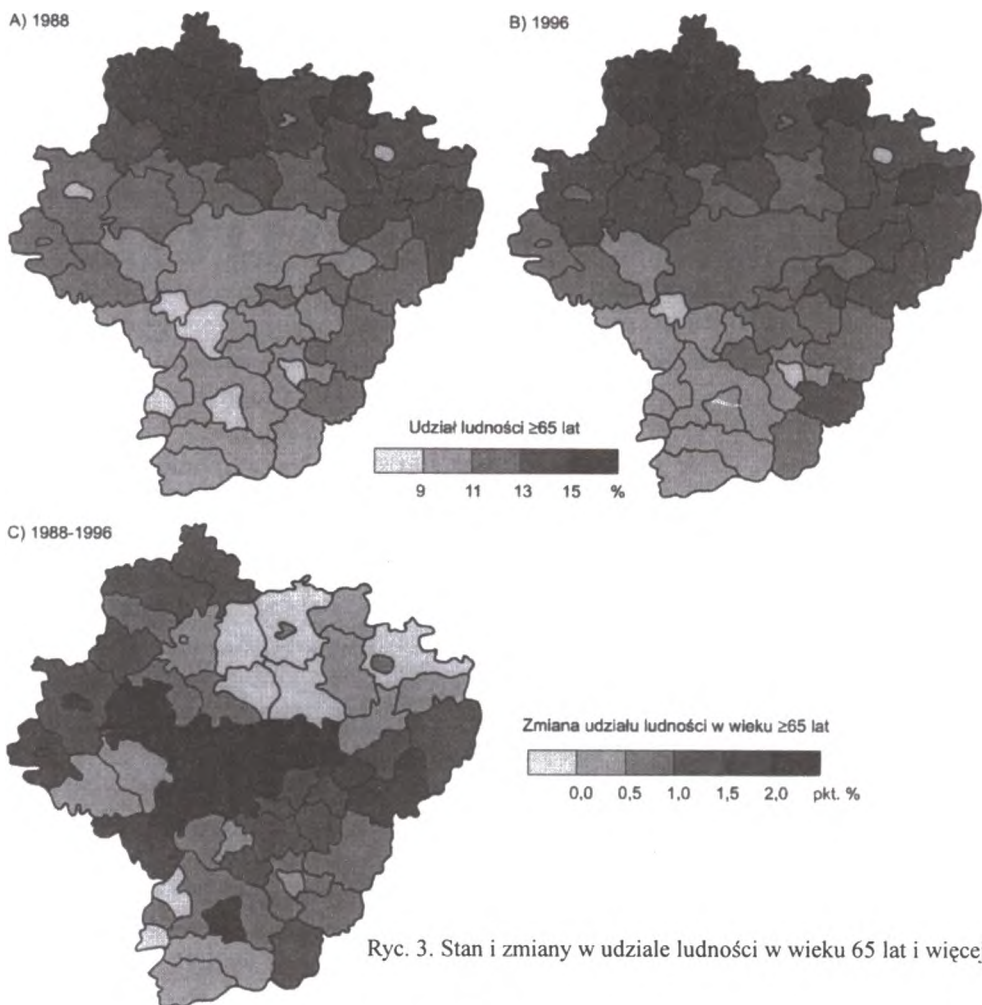 A) 1988
B) 1996
Udział ludności ≥65 lat
9 11 13 15 %
C) 1988-1996
Zmiana udziału ludności w wieku ≥65 lat
0,0 0,5 1,0 1,5 2,0 pkt. %
Ryc. 3. Stan i zmiany w udziale ludności w wieku 65 lat i więcej